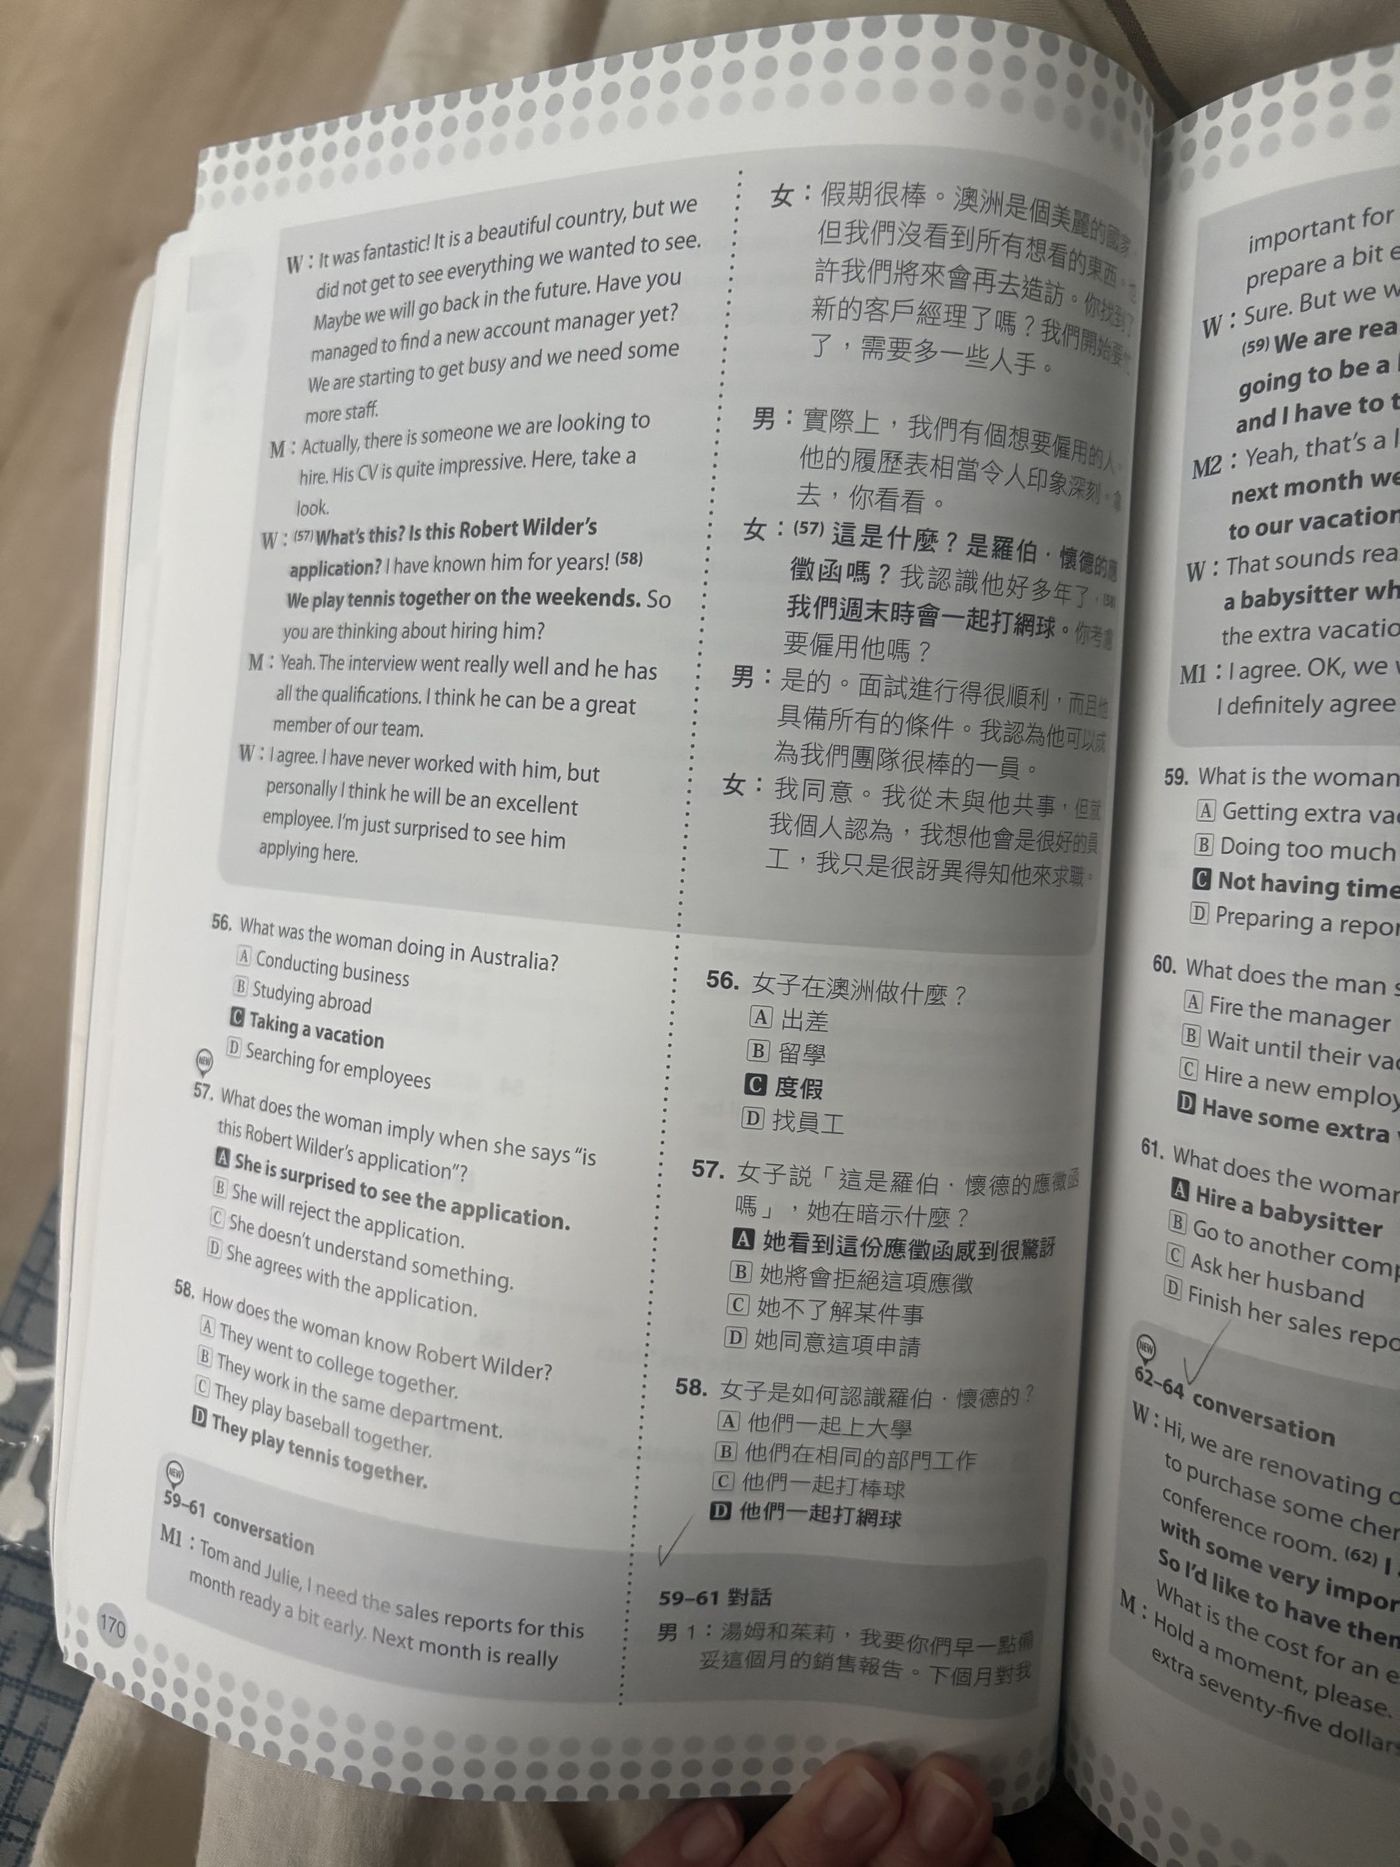 W：It was fantastic! It is a beautiful country, but we
did not get to see everything we wanted to see.
Maybe we will go back in the future. Have you
managed to find a new account manager yet?
We are starting to get busy and we need some
more staff.
M：Actually, there is someone we are looking to
hire. His CV is quite impressive. Here, take a
look.
W：(57) What's this? Is this Robert Wilder's
application? I have known him for years! (58)
We play tennis together on the weekends. So
you are thinking about hiring him?
M：Yeah. The interview went really well and he has
all the qualifications. I think he can be a great
member of our team.
W：I agree. I have never worked with him, but
personally I think he will be an excellent
employee. I'm just surprised to see him
applying here.
56. What was the woman doing in Australia?
A Conducting business
B Studying abroad
C Taking a vacation
D Searching for employees
NEW
57. What does the woman imply when she says "is
this Robert Wilder's application"?
A She is surprised to see the application.
B She will reject the application.
C She doesn't understand something.
D She agrees with the application.
58. How does the woman know Robert Wilder?
A They went to college together.
B They work in the same department.
C They play baseball together.
D They play tennis together.
NEW
59–61 conversation
M1：Tom and Julie, I need the sales reports for this
month ready a bit early. Next month is really
170
女：假期很棒。澳洲是個美麗的國家，
但我們沒看到所有想看的東西。也
許我們將來會再去造訪。你找到了
新的客戶經理了嗎？我們開始要忙
了，需要多一些人手。
男：實際上，我們有個想要僱用的人。
他的履歷表相當令人印象深刻。拿
去，你看看。
女：(57) 這是什麼？是羅伯．懷德的應
徵函嗎？我認識他好多年了。(58)
我們週末時會一起打網球。你考慮
要僱用他嗎？
男：是的。面試進行得很順利，而且他
具備所有的條件。我認為他可以成
為我們團隊很棒的一員。
女：我同意。我從未與他共事，但就
我個人認為，我想他會是很好的員
工，我只是很訝異得知他來求職。
56. 女子在澳洲做什麼？
A 出差
B 留學
C 度假
D 找員工
57. 女子說「這是羅伯．懷德的應徵函
嗎」，她在暗示什麼？
A 她看到這份應徵函感到很驚訝
B 她將會拒絕這項應徵
C 她不了解某件事
D 她同意這項申請
58. 女子是如何認識羅伯．懷德的？
A 他們一起上大學
B 他們在相同的部門工作
C 他們一起打棒球
D 他們一起打網球
59–61 對話
男 1：湯姆和茱莉，我要你們早一點備
妥這個月的銷售報告。下個月對我
important for
prepare a bit
W：Sure. But we
(59) We are
going to be a
and I have to
M2：Yeah, that's a
next month
to our vacation
W：That sounds
a babysitter
the extra
M1：I agree. OK, we
I definitely agree
59. What is the
A Getting extra
B Doing too much
C Not having time
D Preparing a
60. What does the man
A Fire the manager
B Wait until their
C Hire a new
D Have some extra
61. What does the
A Hire a babysitter
B Go to another
C Ask her husband
D Finish her sales
NEW
62–64 conversation
W：Hi, we are renovating
to purchase some
conference room. (62) I
with some very
So I'd like to have
What is the cost for an
M：Hold a moment, please.
extra seventy-five